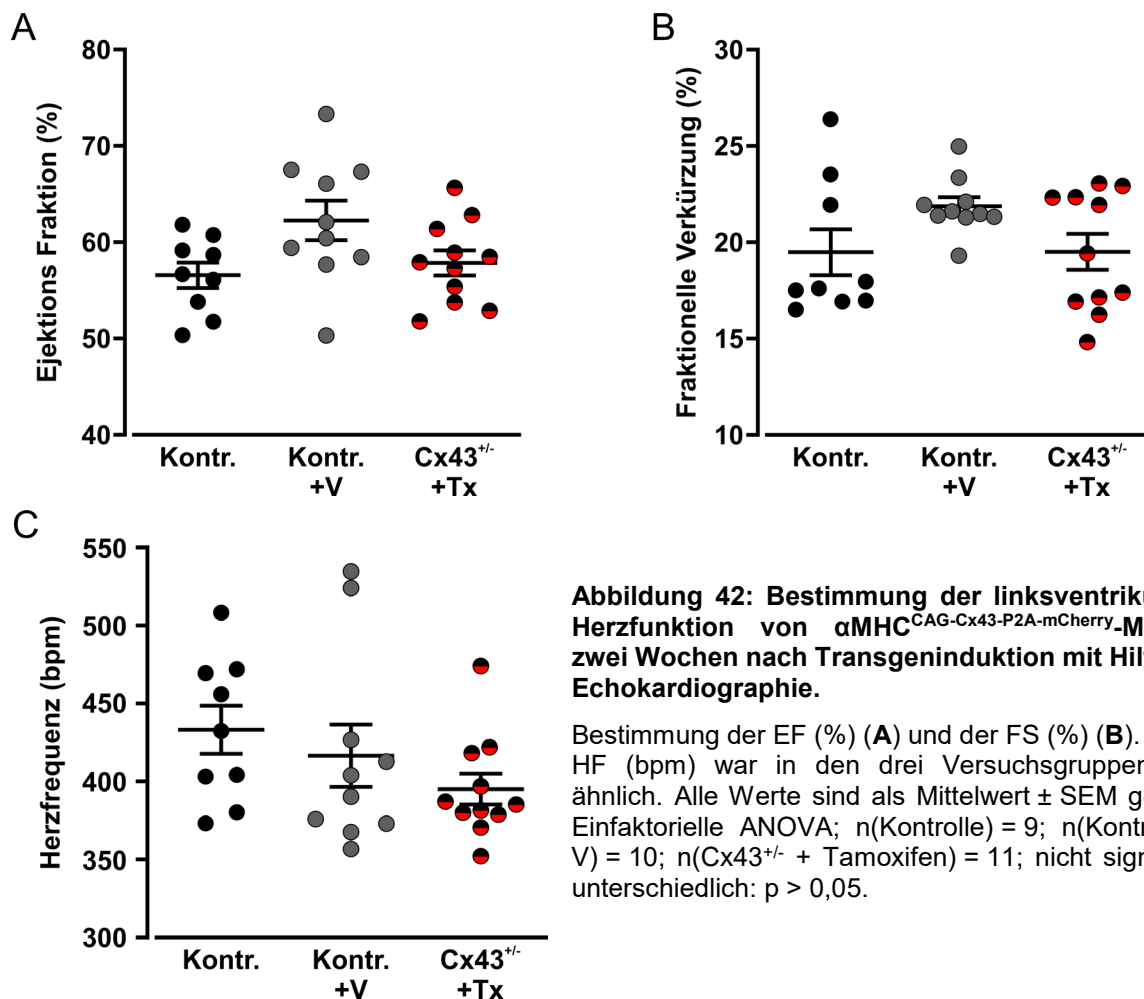 A
80
70
60
50
40
Ejektions Fraktion (%)
Kontr.
Kontr.
+V
Cx43+/-
+Tx
B
30
25
20
15
10
Fraktionelle Verkürzung (%)
Kontr.
Kontr.
+V
Cx43+/-
+Tx
C
550
500
450
400
350
300
Herzfrequenz (bpm)
Kontr.
Kontr.
+V
Cx43+/-
+Tx
Abbildung 42: Bestimmung der
Herzfunktion von αMHCCAG-Cx43-P2A-mCherry
zwei Wochen nach Transgeninduktion mit
Echokardiographie.
Bestimmung der EF (%) (A) und der FS (%) (B).
HF (bpm) war in den drei Versuchsgruppen
ähnlich. Alle Werte sind als Mittelwert ± SEM
Einfaktorielle ANOVA; n(Kontrolle) = 9;
V) = 10; n(Cx43+/- + Tamoxifen) = 11; nicht
unterschiedlich: p > 0,05.